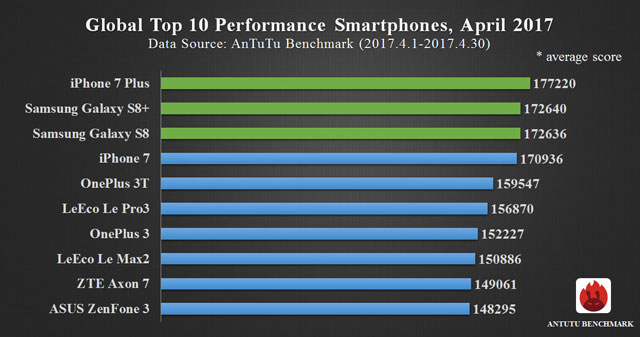 Global Top 10 Performance Smartphones, April 2017
Data Source: AnTuTu Benchmark (2017.4.1-2017.4.30)
* average score
iPhone 7 Plus 177220
Samsung Galaxy S8+ 172640
Samsung Galaxy S8 172636
iPhone 7 170936
OnePlus 3T 159547
LeEco Le Pro3 156870
OnePlus 3 152227
LeEco Le Max2 150886
ZTE Axon 7 149061
ASUS ZenFone 3 148295
ANTUTU BENCHMARK